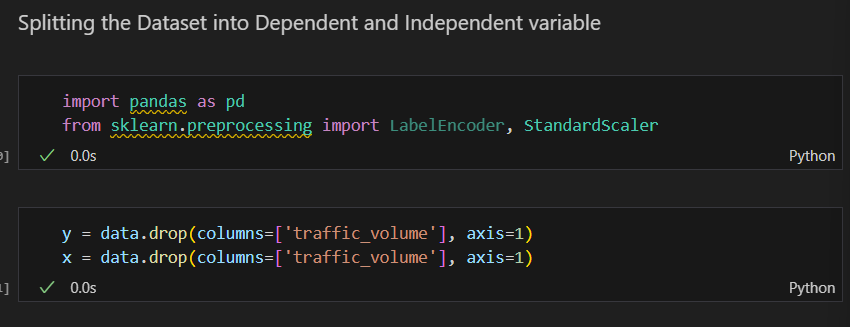 Splitting the Dataset into Dependent and Independent variable
import pandas as pd
from sklearn.preprocessing import LabelEncoder, StandardScaler
✓ 0.0s Python
y = data.drop(columns=['traffic_volume'], axis=1)
x = data.drop(columns=['traffic_volume'], axis=1)
✓ 0.0s Python